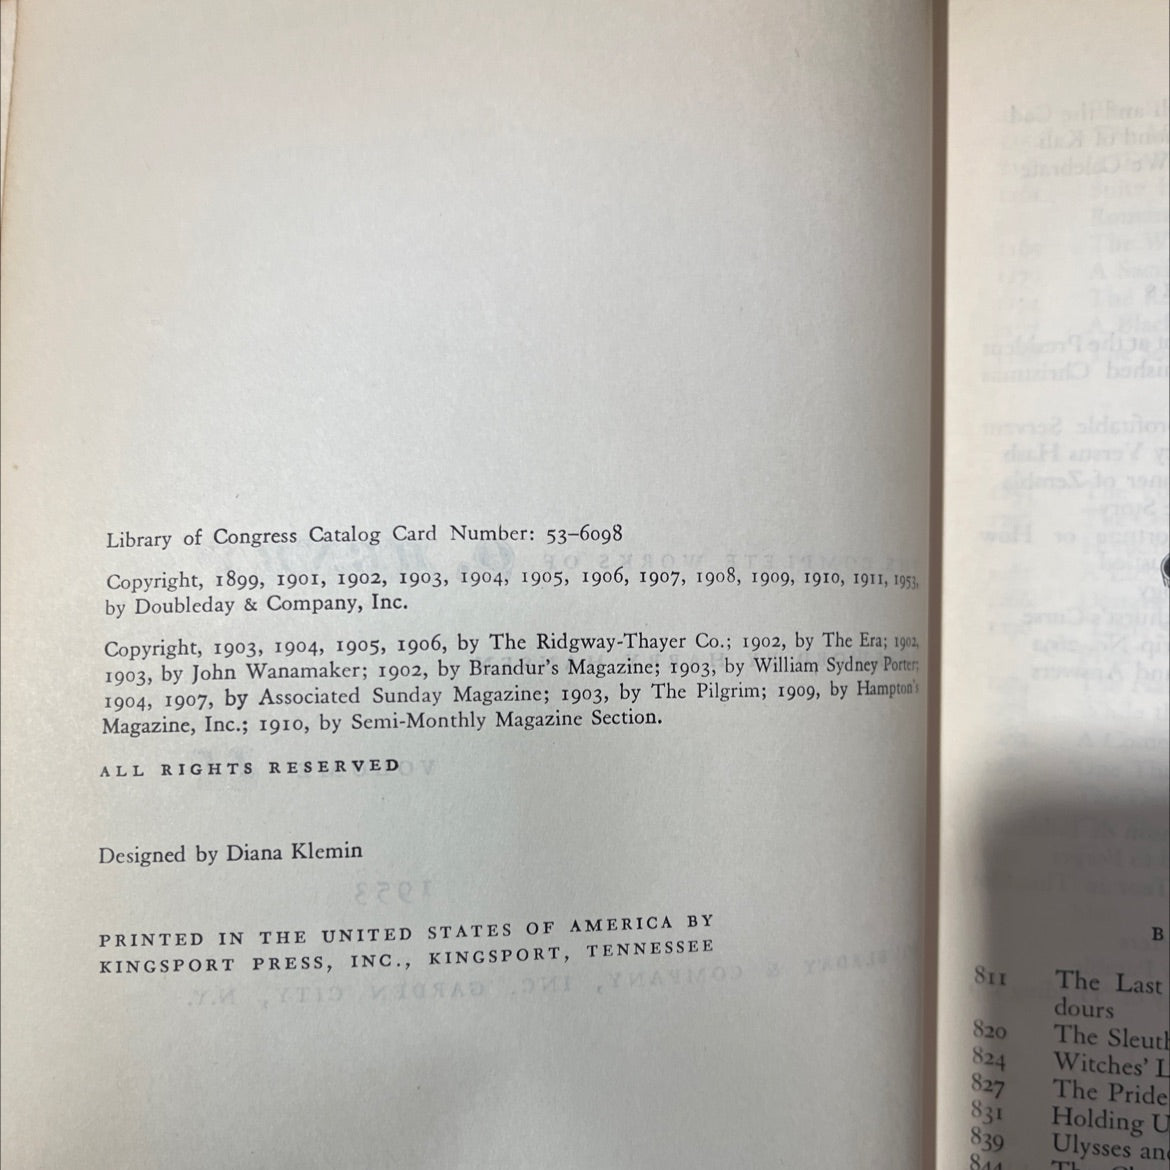 Library of Congress Catalog Card Number: 53–6098
Copyright, 1899, 1901, 1902, 1903, 1904, 1905, 1906, 1907, 1908, 1909, 1910, 1911, 1953,
by Doubleday & Company, Inc.
Copyright, 1903, 1904, 1905, 1906, by The Ridgway-Thayer Co.; 1902, by The Era; 1902,
1903, by John Wanamaker; 1902, by Brandur's Magazine; 1903, by William Sydney Porter;
1904, 1907, by Associated Sunday Magazine; 1903, by The Pilgrim; 1909, by Hampton's
Magazine, Inc.; 1910, by Semi-Monthly Magazine Section.
ALL RIGHTS RESERVED
Designed by Diana Klemin
PRINTED IN THE UNITED STATES OF AMERICA BY
KINGSPORT PRESS, INC., KINGSPORT, TENNESSEE
B
811 The Last
dours
820 The Sleuth
824 Witches' L
827 The Pride
831 Holding U
839 Ulysses an